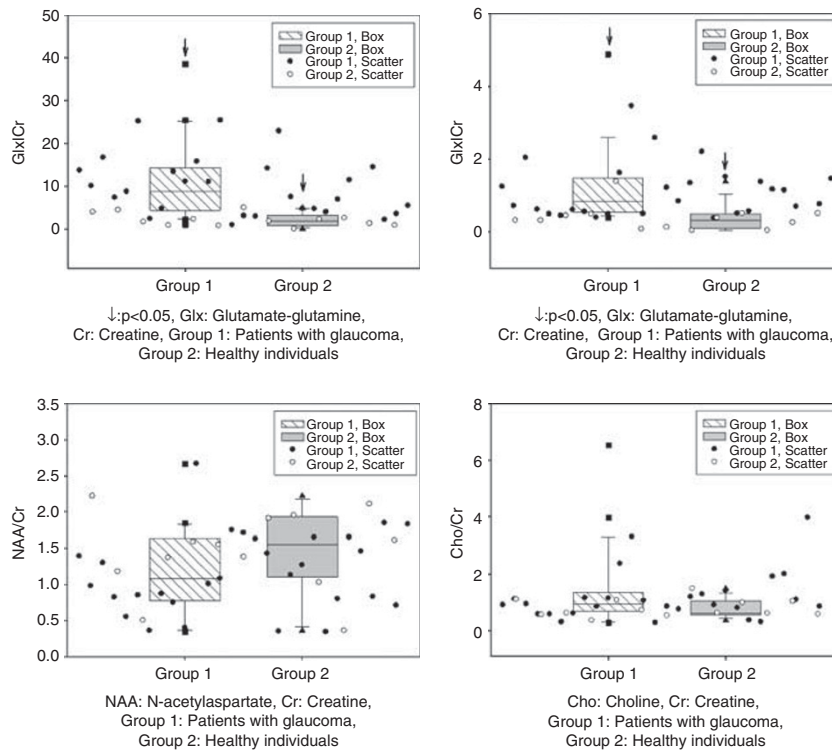 50
40
30
20
10
0
GlxlCr
Group 1, Box
Group 2, Box
Group 1, Scatter
Group 2, Scatter
Group 1
Group 2
↓:p<0.05, Glx: Glutamate-glutamine,
Cr: Creatine, Group 1: Patients with glaucoma,
Group 2: Healthy individuals
6
4
2
0
GlxlCr
Group 1, Box
Group 2, Box
Group 1, Scatter
Group 2, Scatter
Group 1
Group 2
↓:p<0.05, Glx: Glutamate-glutamine,
Cr: Creatine, Group 1: Patients with glaucoma,
Group 2: Healthy individuals
3.5
3.0
2.5
2.0
1.5
1.0
0.5
0.0
NAA/Cr
Group 1, Box
Group 2, Box
Group 1, Scatter
Group 2, Scatter
Group 1
Group 2
NAA: N-acetylaspartate, Cr: Creatine,
Group 1: Patients with glaucoma,
Group 2: Healthy individuals
8
6
4
2
0
Cho/Cr
Group 1, Box
Group 2, Box
Group 1, Scatter
Group 2, Scatter
Group 1
Group 2
Cho: Choline, Cr: Creatine,
Group 1: Patients with glaucoma,
Group 2: Healthy individuals